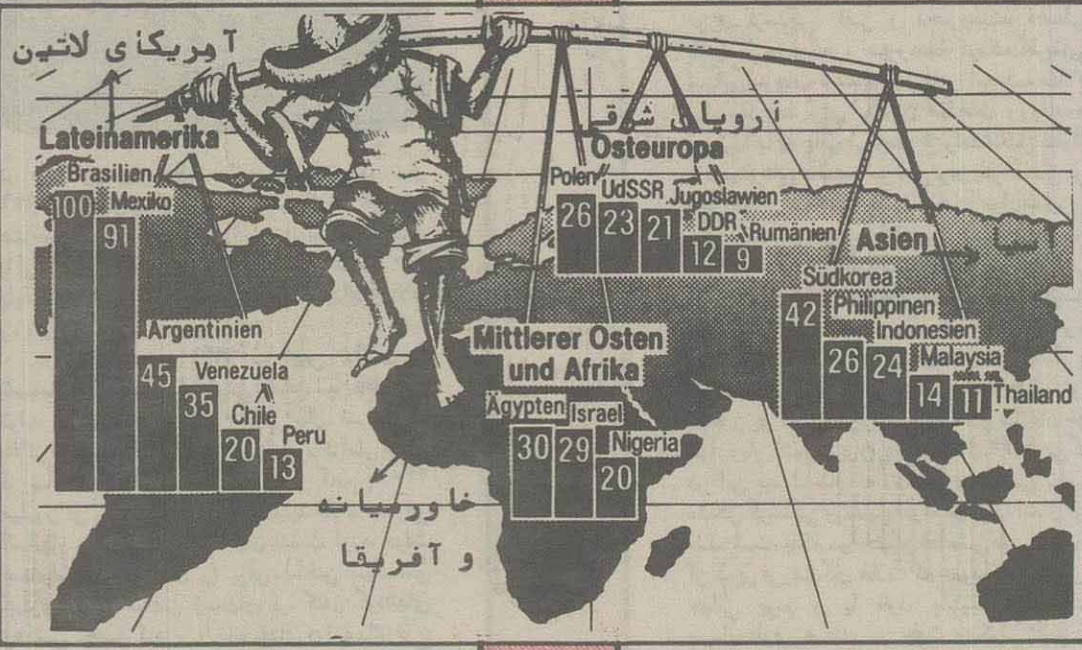 آمریکای لاتین
Lateinamerika
Brasilien
100
Mexiko
91
Argentinien
45
Venezuela
35
Chile
20
Peru
13
اروپای شرقی
Osteuropa
Polen
26
UdSSR
23
Jugoslawien
21
DDR
12
Rumänien
9
Asien
آسیا
Südkorea
42
Philippinen
26
Indonesien
24
Malaysia
14
Thailand
11
Mittlerer Osten
und Afrika
Ägypten
30
Israel
29
Nigeria
20
خاورمیانه
و آفریقا